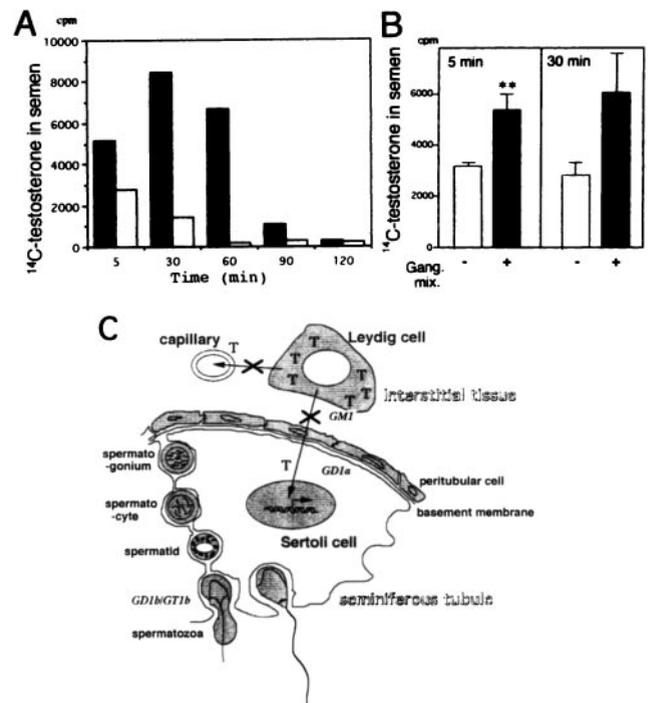 A
cpm
¹⁴C-testosterone in semen
10000
8000
6000
4000
2000
0
5 30 60 90 120
Time (min)
B
cpm
¹⁴C-testosterone in semen
5 min 30 min
**
6000
4000
2000
0
Gang. mix. - + - +
C
capillary
T
Leydig cell
T
T
T
T
T
T
interstitial tissue
GM1
spermato
-gonium
T
GD1a
peritubular cell
spermato
-cyte
basement membrane
Sertoli cell
spermatid
GD1b/GT1b
seminiferous tubule
spermatozoa